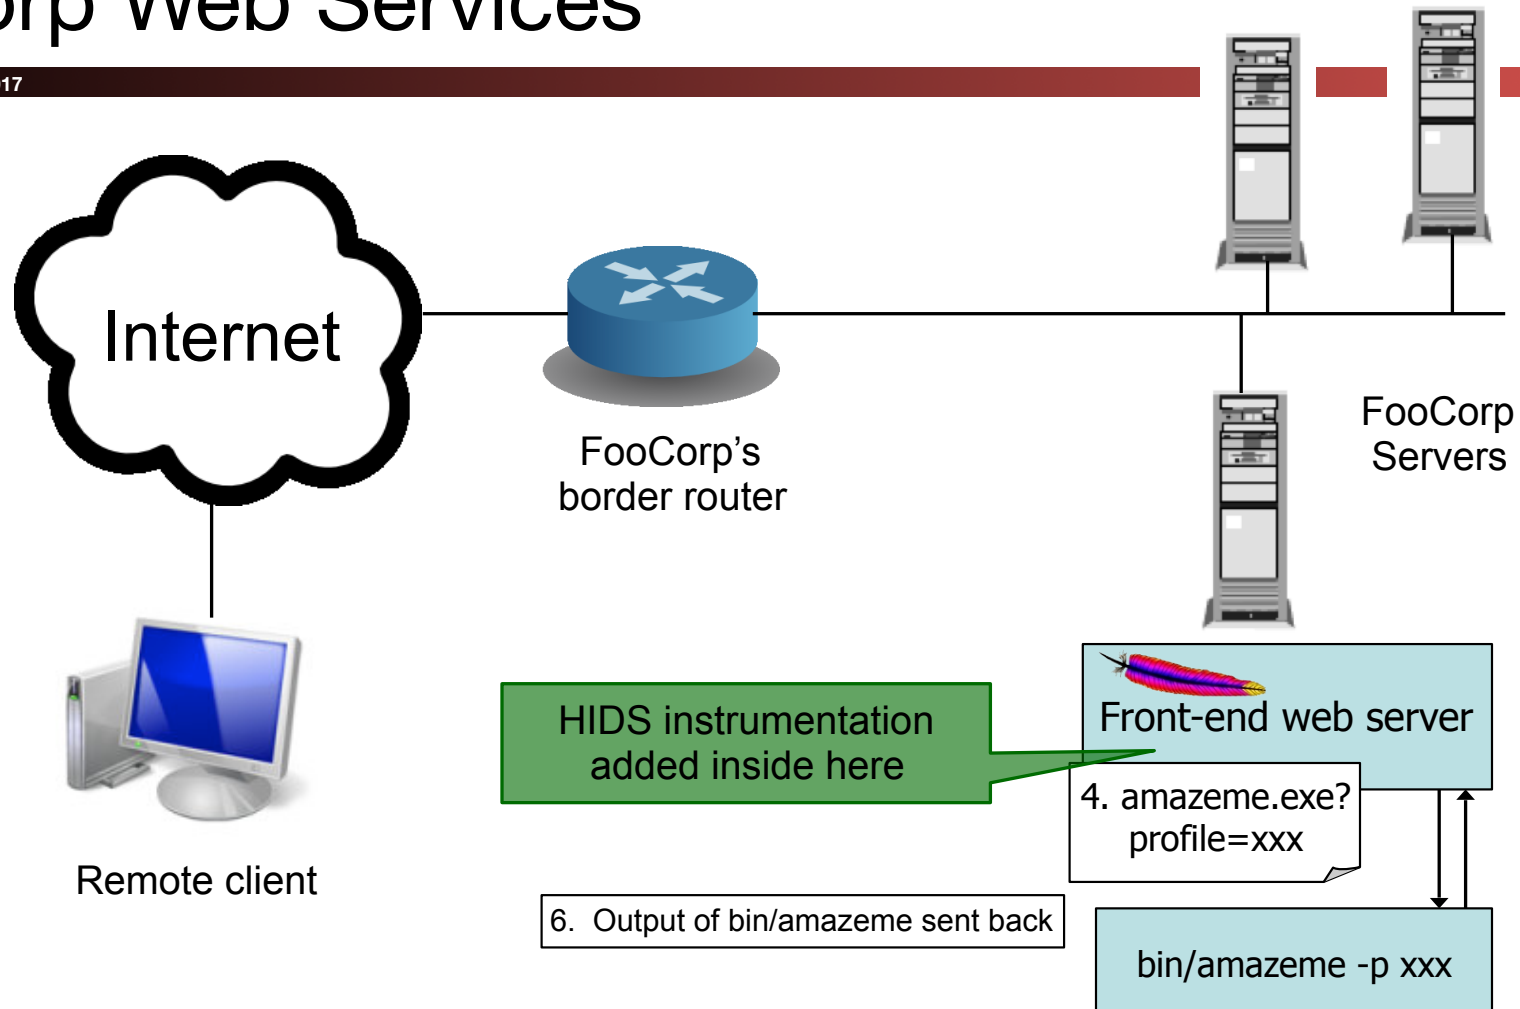 orp Web Services
17
Internet
FooCorp's
border router
FooCorp
Servers
Remote client
HIDS instrumentation
added inside here
Front-end web server
4. amazeme.exe?
profile=xxx
6. Output of bin/amazeme sent back
bin/amazeme -p xxx